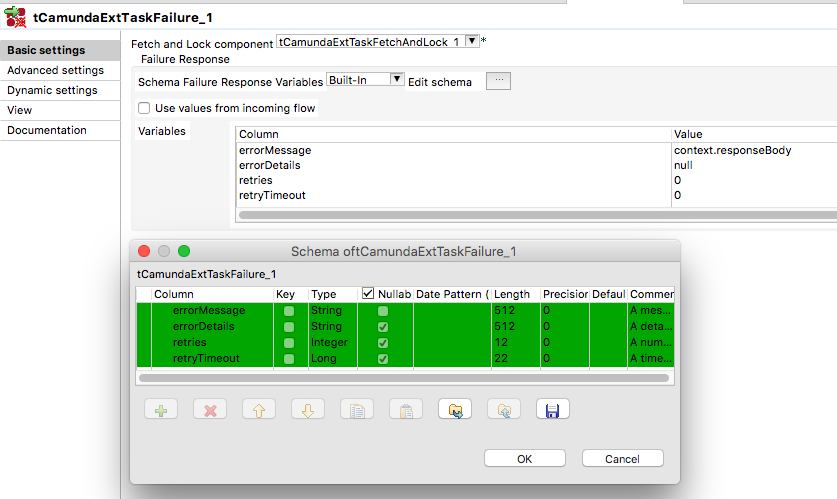 tCamundaExtTaskFailure_1
Basic settings
Advanced settings
Dynamic settings
View
Documentation
Fetch and Lock component tCamundaExtTaskFetchAndLock_1 *
Failure Response
Schema Failure Response Variables Built-In Edit schema ...
Use values from incoming flow
Variables
Column Value
errorMessage context.responseBody
errorDetails null
retries 0
retryTimeout 0
Schema oftCamundaExtTaskFailure_1
tCamundaExtTaskFailure_1
Column Key Type Nullab Date Pattern ( Length Precision Defaul Commen
errorMessage String 512 0 A mes...
errorDetails String 512 0 A deta...
retries Integer 12 0 A num...
retryTimeout Long 22 0 A time...
OK Cancel